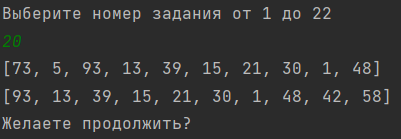 Выберите номер задания от 1 до 22
20
[73, 5, 93, 13, 39, 15, 21, 30, 1, 48]
[93, 13, 39, 15, 21, 30, 1, 48, 42, 58]
Желаете продолжить?